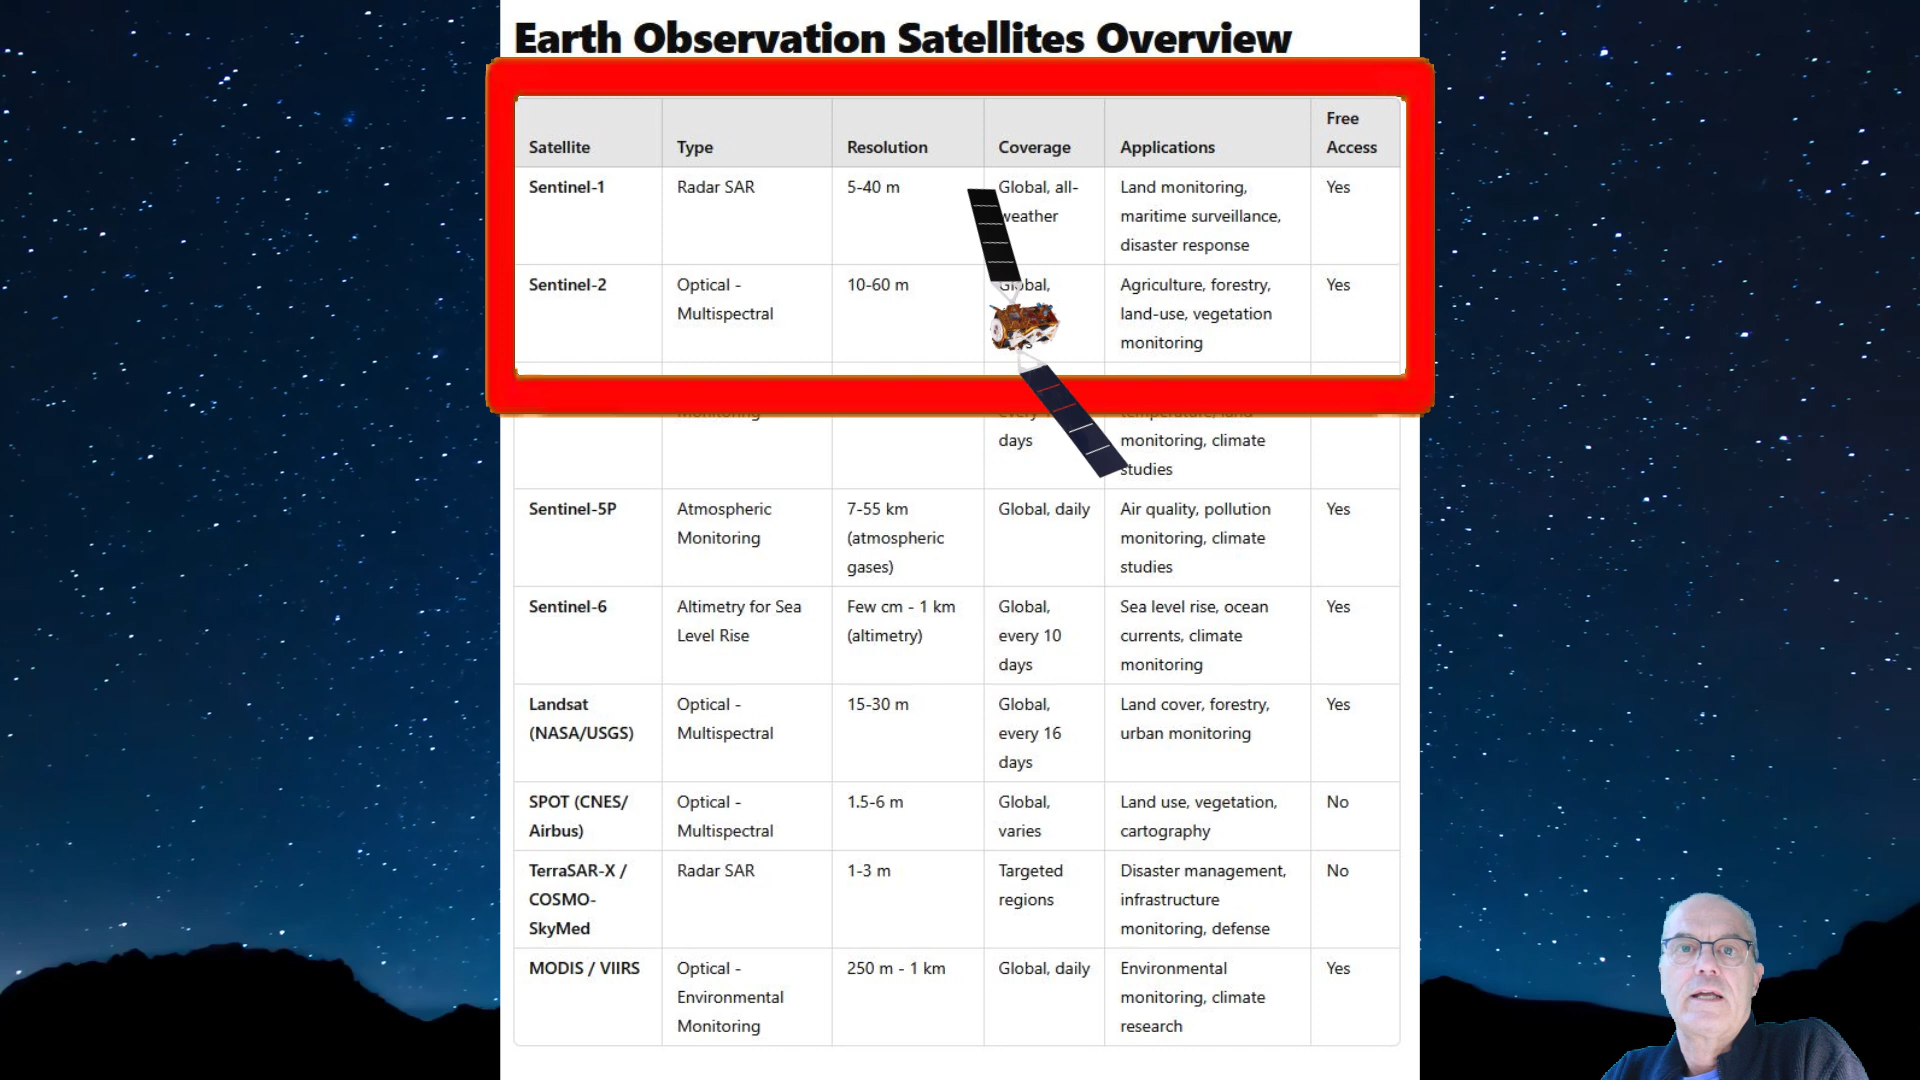 Earth Observation Satellites Overview
Satellite Type Resolution Coverage Applications Free Access
Sentinel-1 Radar SAR 5-40 m Global, all-
weather Land monitoring,
maritime surveillance,
disaster response Yes
Sentinel-2 Optical -
Multispectral 10-60 m Global, Agriculture, forestry,
land-use, vegetation
monitoring Yes
days monitoring, climate
studies
Sentinel-5P Atmospheric
Monitoring 7-55 km
(atmospheric
gases) Global, daily Air quality, pollution
monitoring, climate
studies Yes
Sentinel-6 Altimetry for Sea
Level Rise Few cm - 1 km
(altimetry) Global,
every 10
days Sea level rise, ocean
currents, climate
monitoring Yes
Landsat
(NASA/USGS) Optical -
Multispectral 15-30 m Global,
every 16
days Land cover, forestry,
urban monitoring Yes
SPOT (CNES/
Airbus) Optical -
Multispectral 1.5-6 m Global,
varies Land use, vegetation,
cartography No
TerraSAR-X /
COSMO-
SkyMed Radar SAR 1-3 m Targeted
regions Disaster management,
infrastructure
monitoring, defense No
MODIS / VIIRS Optical -
Environmental
Monitoring 250 m - 1 km Global, daily Environmental
monitoring, climate
research Yes